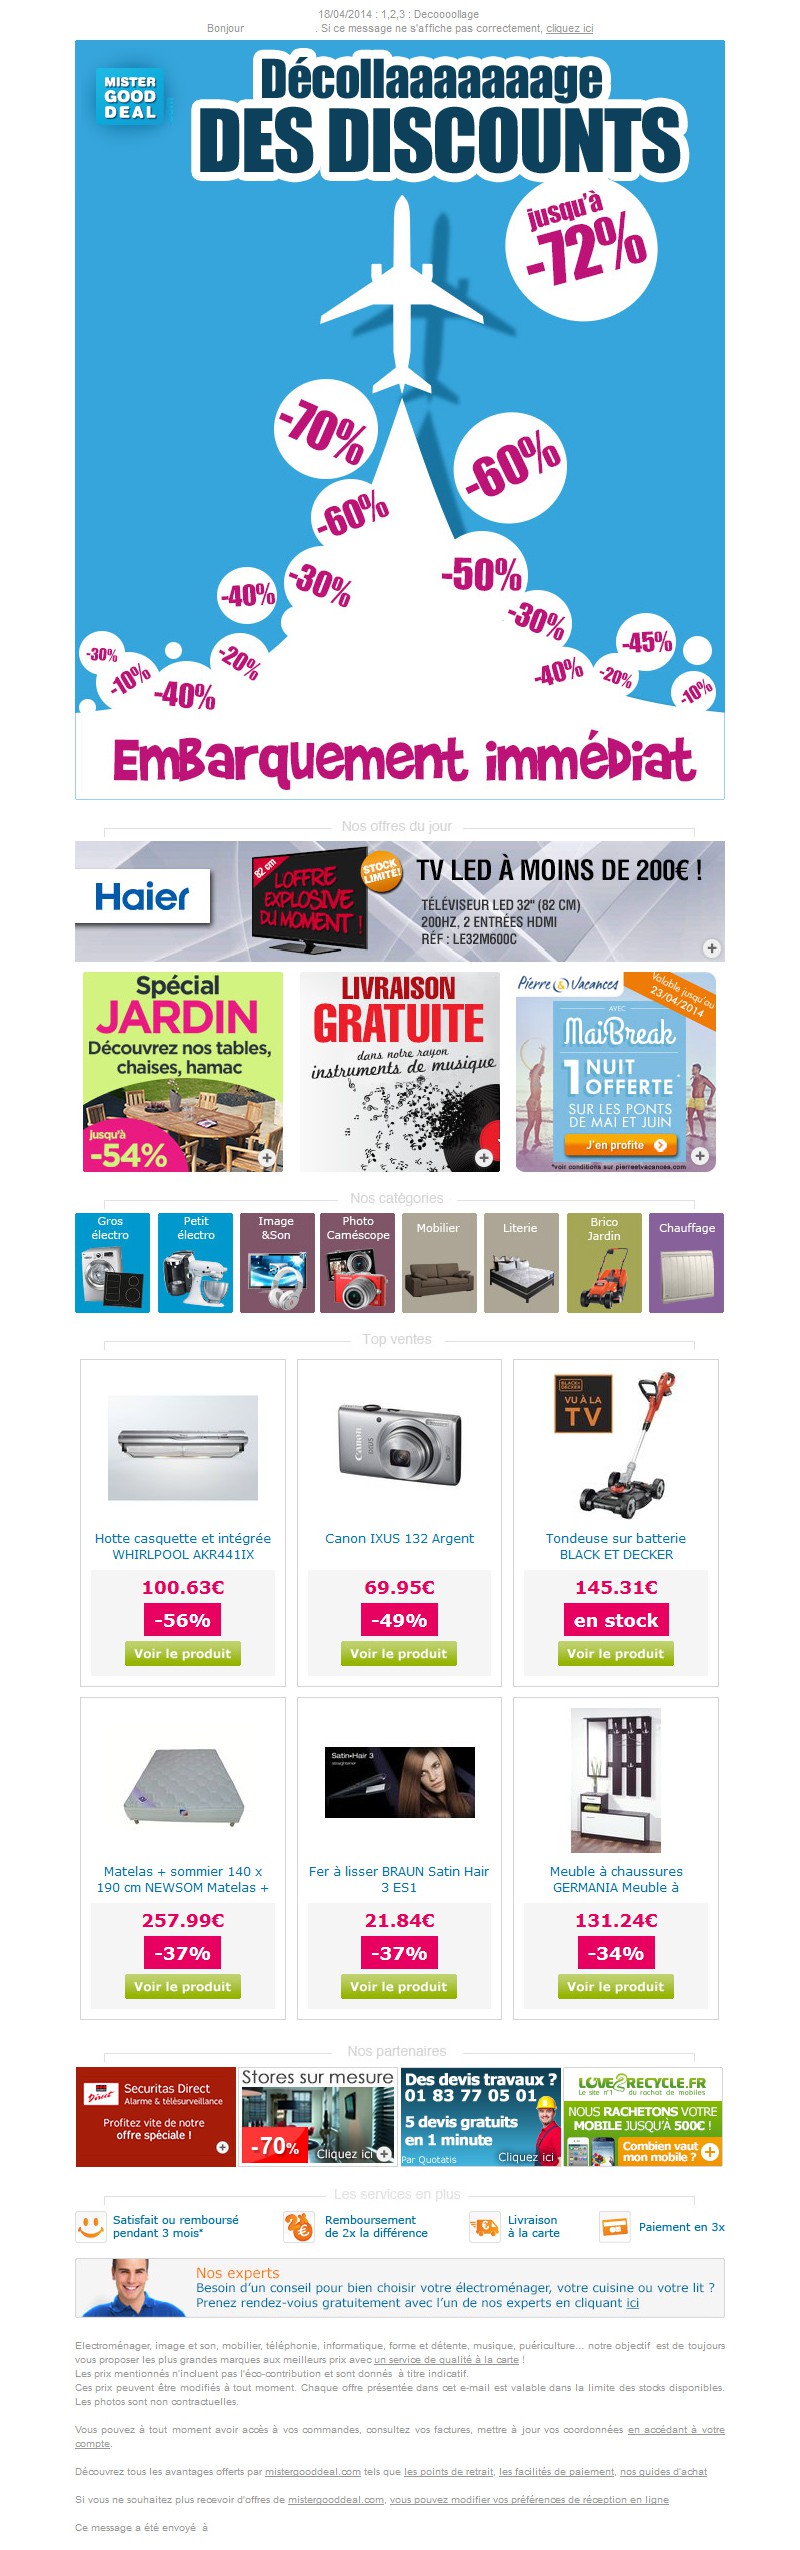 18/04/2014 : 1,2,3 : Decoooollage
Bonjour . Si ce message ne s'affiche pas correctement, cliquez ici
MISTER
GOOD
DEAL
Décollaaaaaaaage
DES DISCOUNTS
jusqu'à
-72%
-70%
-60%
-60%
-50%
-30%
-40%
-30%
-45%
-30%
-20%
-10%
-40%
-40%
-20%
-10%
EmBarquement immédiat
Nos offres du jour
Haier
82 cm
L'OFFRE
EXPLOSIVE
DU MOMENT !
STOCK
LIMITÉ!
TV LED À MOINS DE 200€ !
TÉLÉVISEUR LED 32" (82 CM)
200HZ, 2 ENTRÉES HDMI
RÉF : LE32M600C
Spécial
JARDIN
Découvrez nos tables,
chaises, hamac
jusqu'à
-54%
LIVRAISON
GRATUITE
dans notre rayon
instruments de musique
Pierre & Vacances
Valable jusqu'au
23/04/2014
AVEC
MaiBreak
1 NUIT
OFFERTE*
SUR LES PONTS
DE MAI ET JUIN
J'en profite
*voir conditions sur pierreetvacances.com
Nos catégories
Gros
électro
Petit
électro
Image
&Son
Photo
Caméscope
Mobilier
Literie
Brico
Jardin
Chauffage
Top ventes
Canon
IXUS
BLACK+
DECKER
VU À LA
TV
Hotte casquette et intégrée
WHIRLPOOL AKR441IX
100.63€
-56%
Voir le produit
Canon IXUS 132 Argent
69.95€
-49%
Voir le produit
Tondeuse sur batterie
BLACK ET DECKER
145.31€
en stock
Voir le produit
Matelas + sommier 140 x
190 cm NEWSOM Matelas +
257.99€
-37%
Voir le produit
Satin•Hair 3
straightener
Fer à lisser BRAUN Satin Hair
3 ES1
21.84€
-37%
Voir le produit
Meuble à chaussures
GERMANIA Meuble à
131.24€
-34%
Voir le produit
Nos partenaires
Securitas Direct
Alarme & télésurveillance
Profitez vite de notre
offre spéciale !
Stores sur mesure
-70%
Cliquez ici
Des devis travaux ?
01 83 77 05 01
5 devis gratuits
en 1 minute
Par Quotatis
Cliquez ici
LOVE2RECYCLE.FR
Le site n°1 du rachat de mobiles
NOUS RACHETONS VOTRE
MOBILE JUSQU'À 500€ !
Combien vaut
mon mobile ?
Les services en plus
Satisfait ou remboursé
pendant 3 mois*
Remboursement
de 2x la différence
Livraison
à la carte
Paiement en 3x
Nos experts
Besoin d'un conseil pour bien choisir votre électroménager, votre cuisine ou votre lit ?
Prenez rendez-voius gratuitement avec l'un de nos experts en cliquant ici
Electroménager, image et son, mobilier, téléphonie, informatique, forme et détente, musique, puériculture... notre objectif est de toujours
vous proposer les plus grandes marques aux meilleurs prix avec un service de qualité à la carte !
Les prix mentionnés n'incluent pas l'éco-contribution et sont donnés à titre indicatif.
Ces prix peuvent être modifiés à tout moment. Chaque offre présentée dans cet e-mail est valable dans la limite des stocks disponibles.
Les photos sont non contractuelles.
Vous pouvez à tout moment avoir accès à vos commandes, consultez vos factures, mettre à jour vos coordonnées en accédant à votre
compte.
Découvrez tous les avantages offerts par mistergooddeal.com tels que les points de retrait, les facilités de paiement, nos guides d'achat
Si vous ne souhaitez plus recevoir d'offres de mistergooddeal.com, vous pouvez modifier vos préférences de réception en ligne
Ce message a été envoyé à